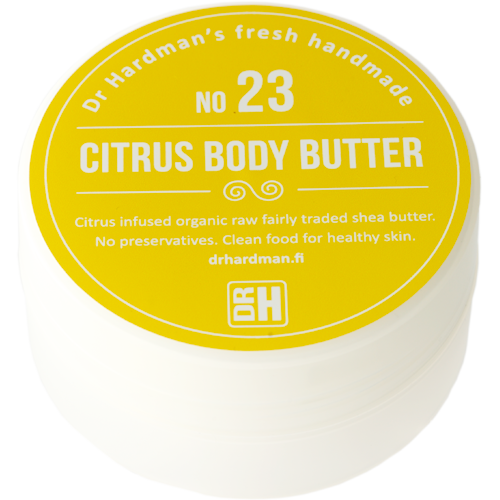 Dr Hardman's fresh handmade
NO 23
CITRUS BODY BUTTER
Citrus infused organic raw fairly traded shea butter.
No preservatives. Clean food for healthy skin.
drhardman.fi
DR H